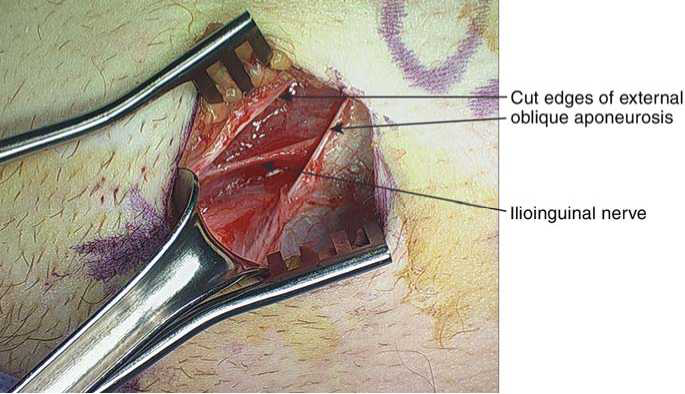 Cut edges of external
oblique aponeurosis
Ilioinguinal nerve